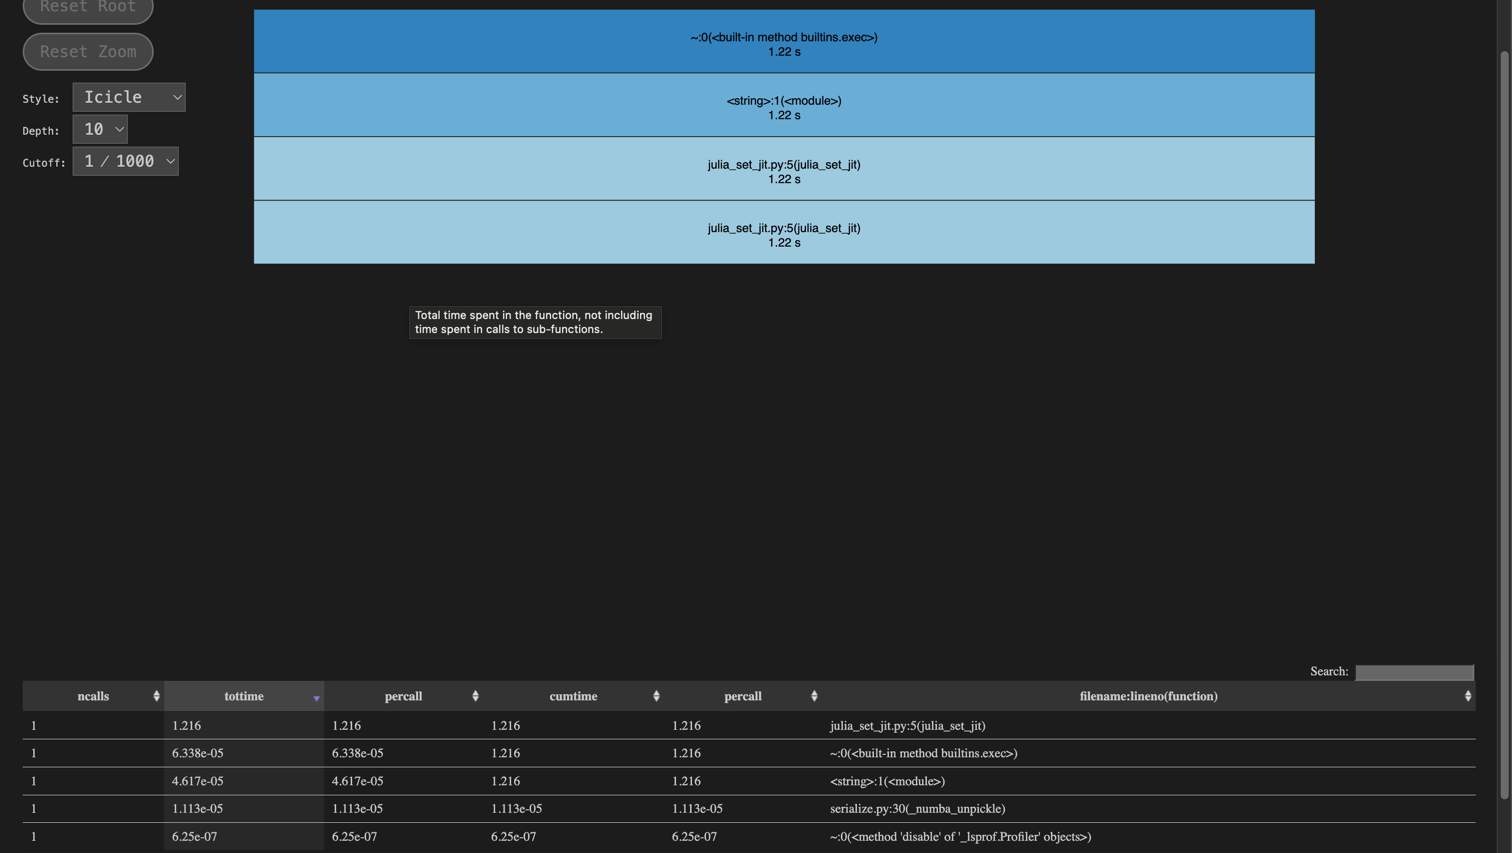 Reset Root
Reset Zoom
Style: Icicle
Depth: 10
Cutoff: 1 / 1000
~:0(<built-in method builtins.exec>)
1.22 s
<string>:1(<module>)
1.22 s
julia_set_jit.py:5(julia_set_jit)
1.22 s
julia_set_jit.py:5(julia_set_jit)
1.22 s
Total time spent in the function, not including
time spent in calls to sub-functions.
Search:
ncalls tottime percall cumtime percall filename:lineno(function)
1 1.216 1.216 1.216 1.216 julia_set_jit.py:5(julia_set_jit)
1 6.338e-05 6.338e-05 1.216 1.216 ~:0(<built-in method builtins.exec>)
1 4.617e-05 4.617e-05 1.216 1.216 <string>:1(<module>)
1 1.113e-05 1.113e-05 1.113e-05 1.113e-05 serialize.py:30(_numba_unpickle)
1 6.25e-07 6.25e-07 6.25e-07 6.25e-07 ~:0(<method 'disable' of '_lsprof.Profiler' objects>)